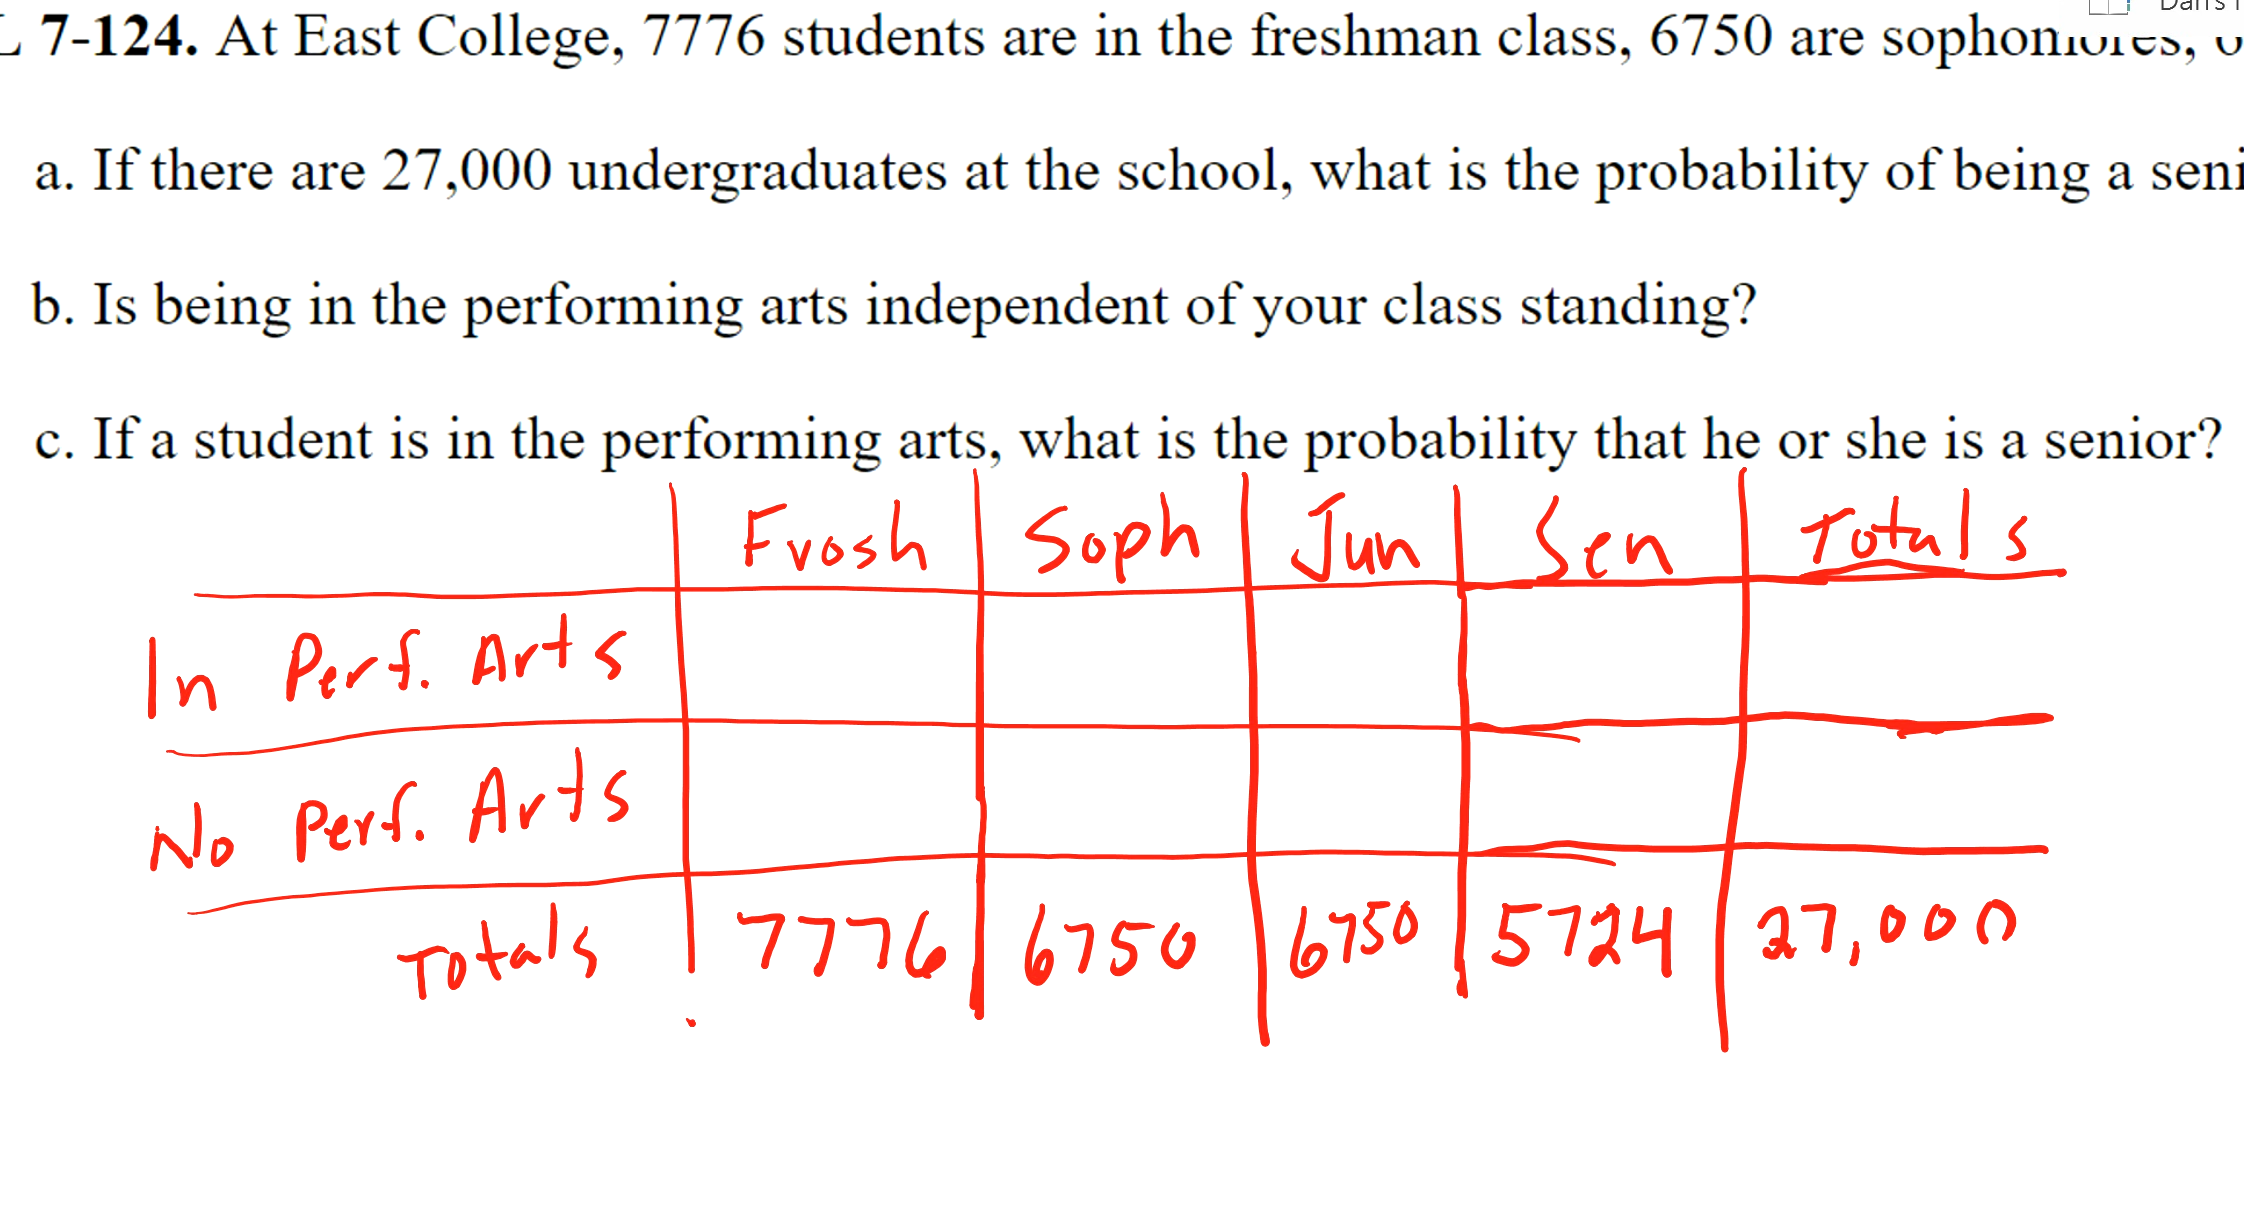 7-124. At East College, 7776 students are in the freshman class, 6750 are sophomores,
a. If there are 27,000 undergraduates at the school, what is the probability of being a seni
b. Is being in the performing arts independent of your class standing?
c. If a student is in the performing arts, what is the probability that he or she is a senior?
Frosh Soph Jun Sen Totals
In Perf. Arts
No Perf. Arts
Totals 7776 6750 6750 5724 27,000